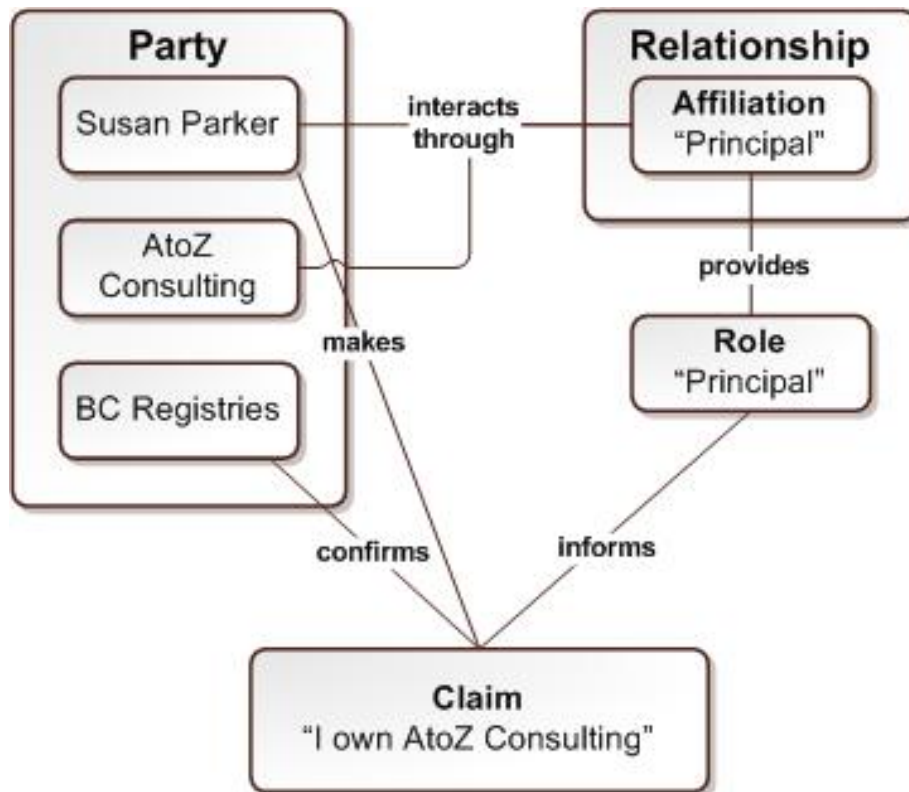 Party
Relationship
Susan Parker
interacts
through
Affiliation
“Principal”
AtoZ
Consulting
provides
makes
Role
“Principal”
BC Registries
confirms
informs
Claim
“I own AtoZ Consulting”